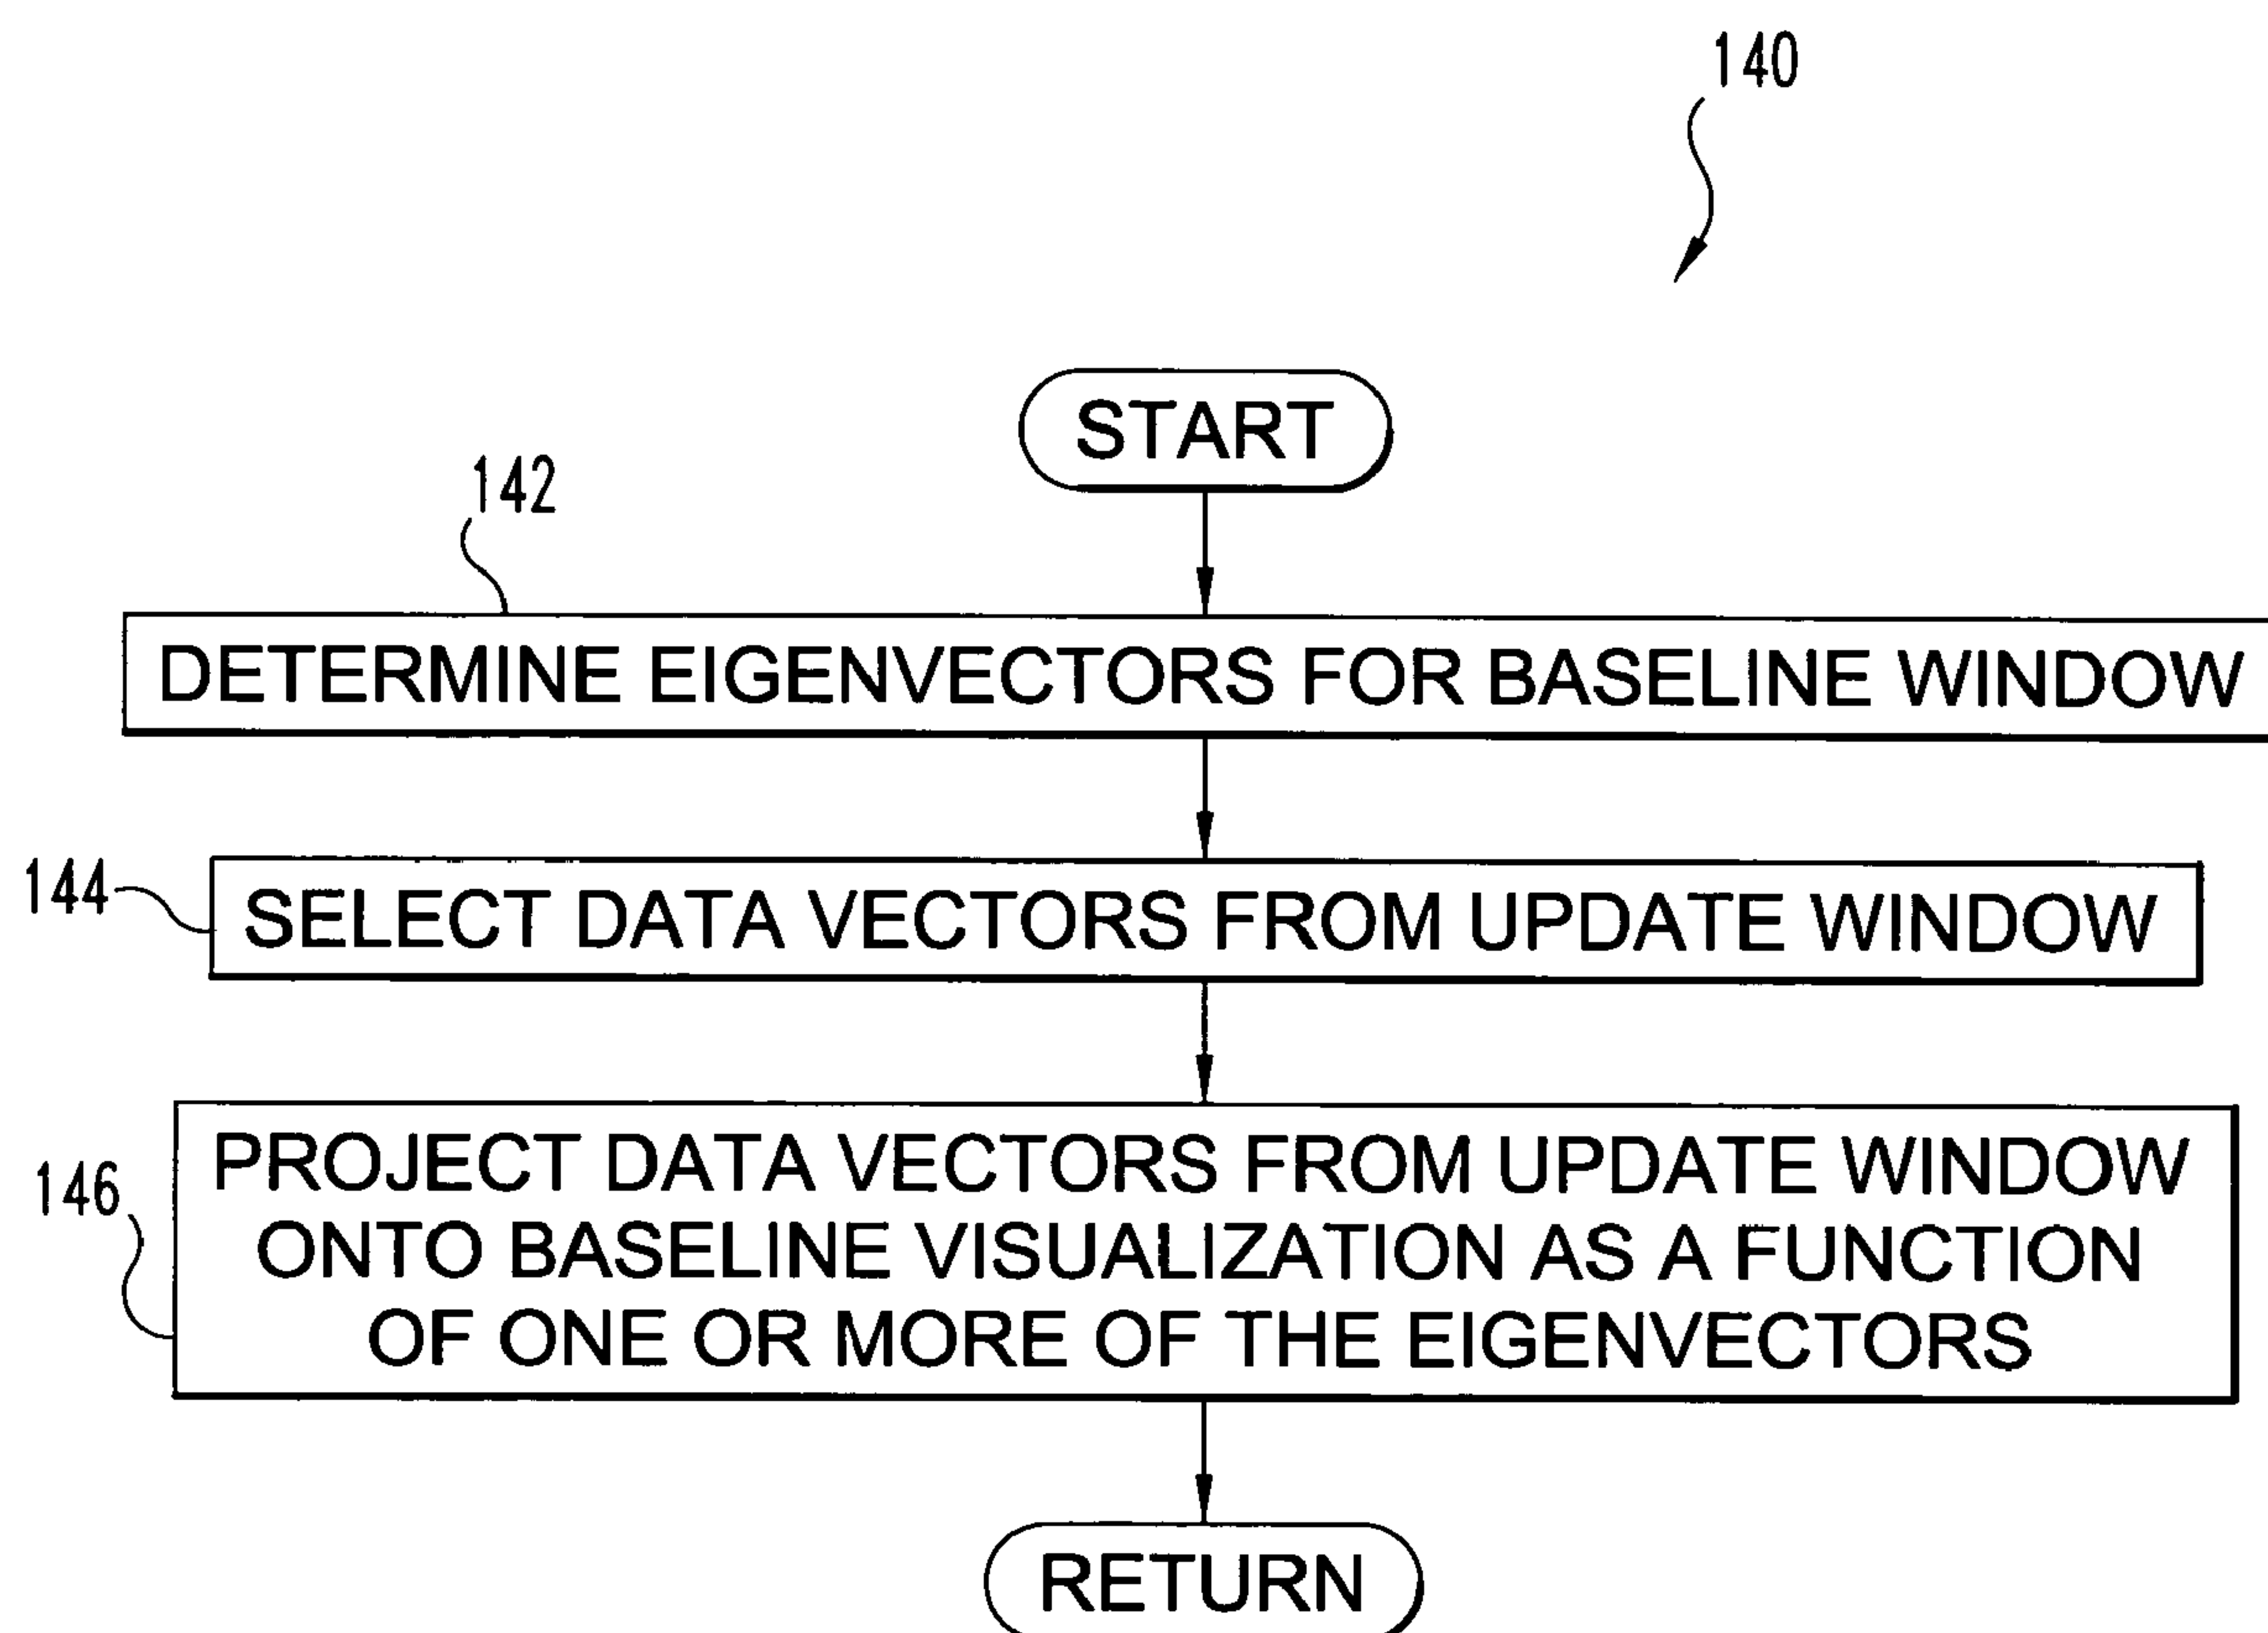 140
START
142
DETERMINE EIGENVECTORS FOR BASELINE WINDOW
144
SELECT DATA VECTORS FROM UPDATE WINDOW
146
PROJECT DATA VECTORS FROM UPDATE WINDOW
ONTO BASELINE VISUALIZATION AS A FUNCTION
OF ONE OR MORE OF THE EIGENVECTORS
RETURN